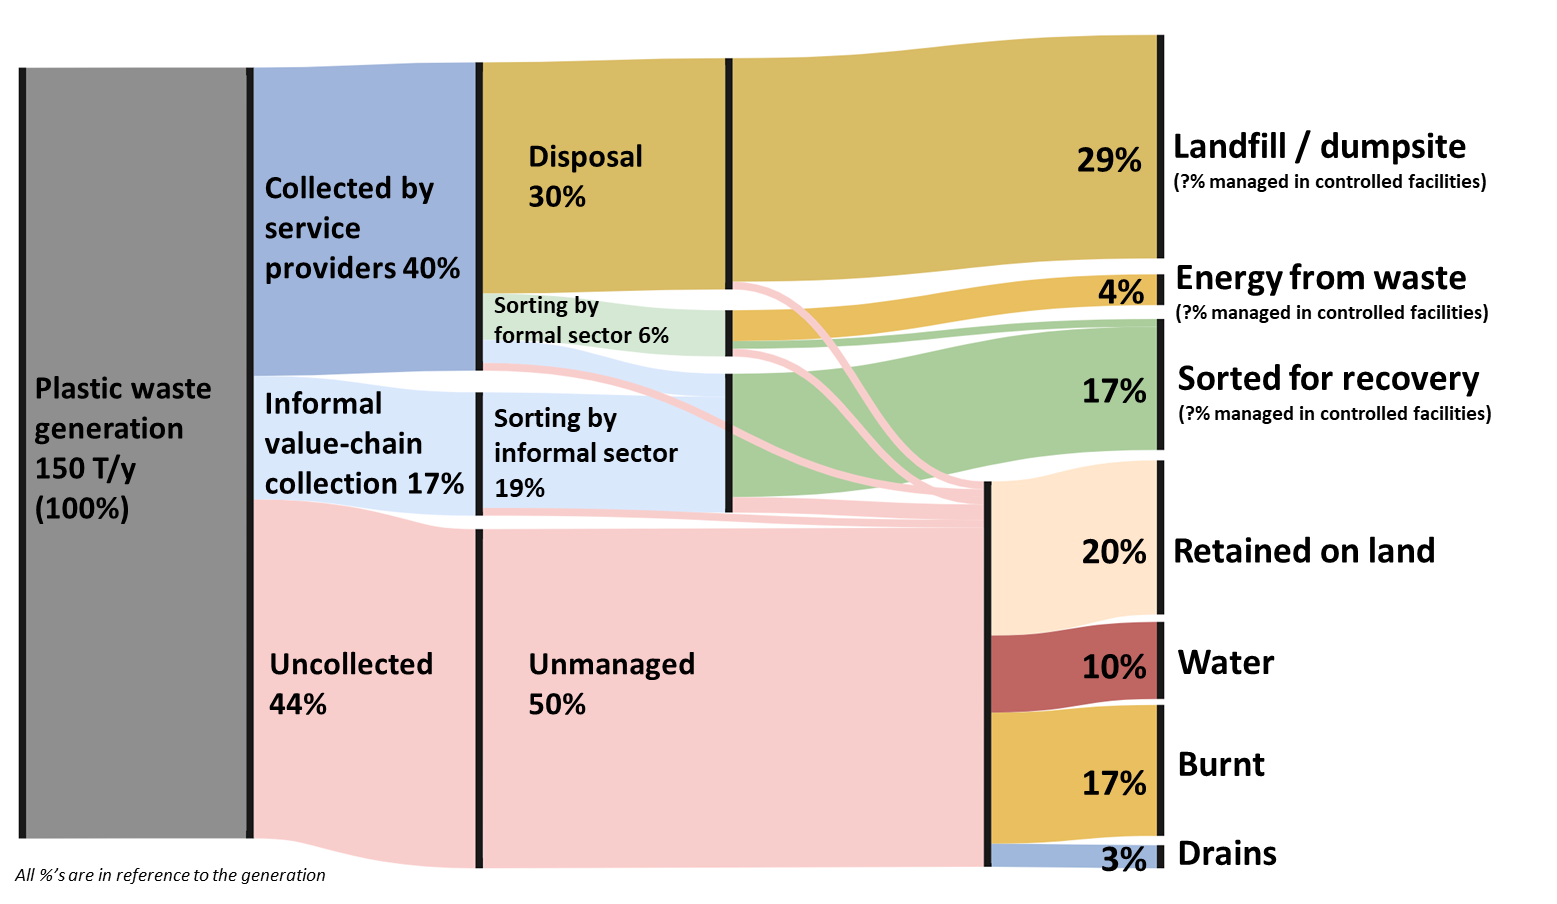 Plastic waste
generation
150 T/y
(100%)
Collected by
service
providers 40%
Informal
value-chain
collection 17%
Uncollected
44%
Disposal
30%
Sorting by
formal sector 6%
Sorting by
informal sector
19%
Unmanaged
50%
29%
Landfill / dumpsite
(?% managed in controlled facilities)
4%
Energy from waste
(?% managed in controlled facilities)
17%
Sorted for recovery
(?% managed in controlled facilities)
20%
Retained on land
10%
Water
17%
Burnt
3%
Drains
All %'s are in reference to the generation